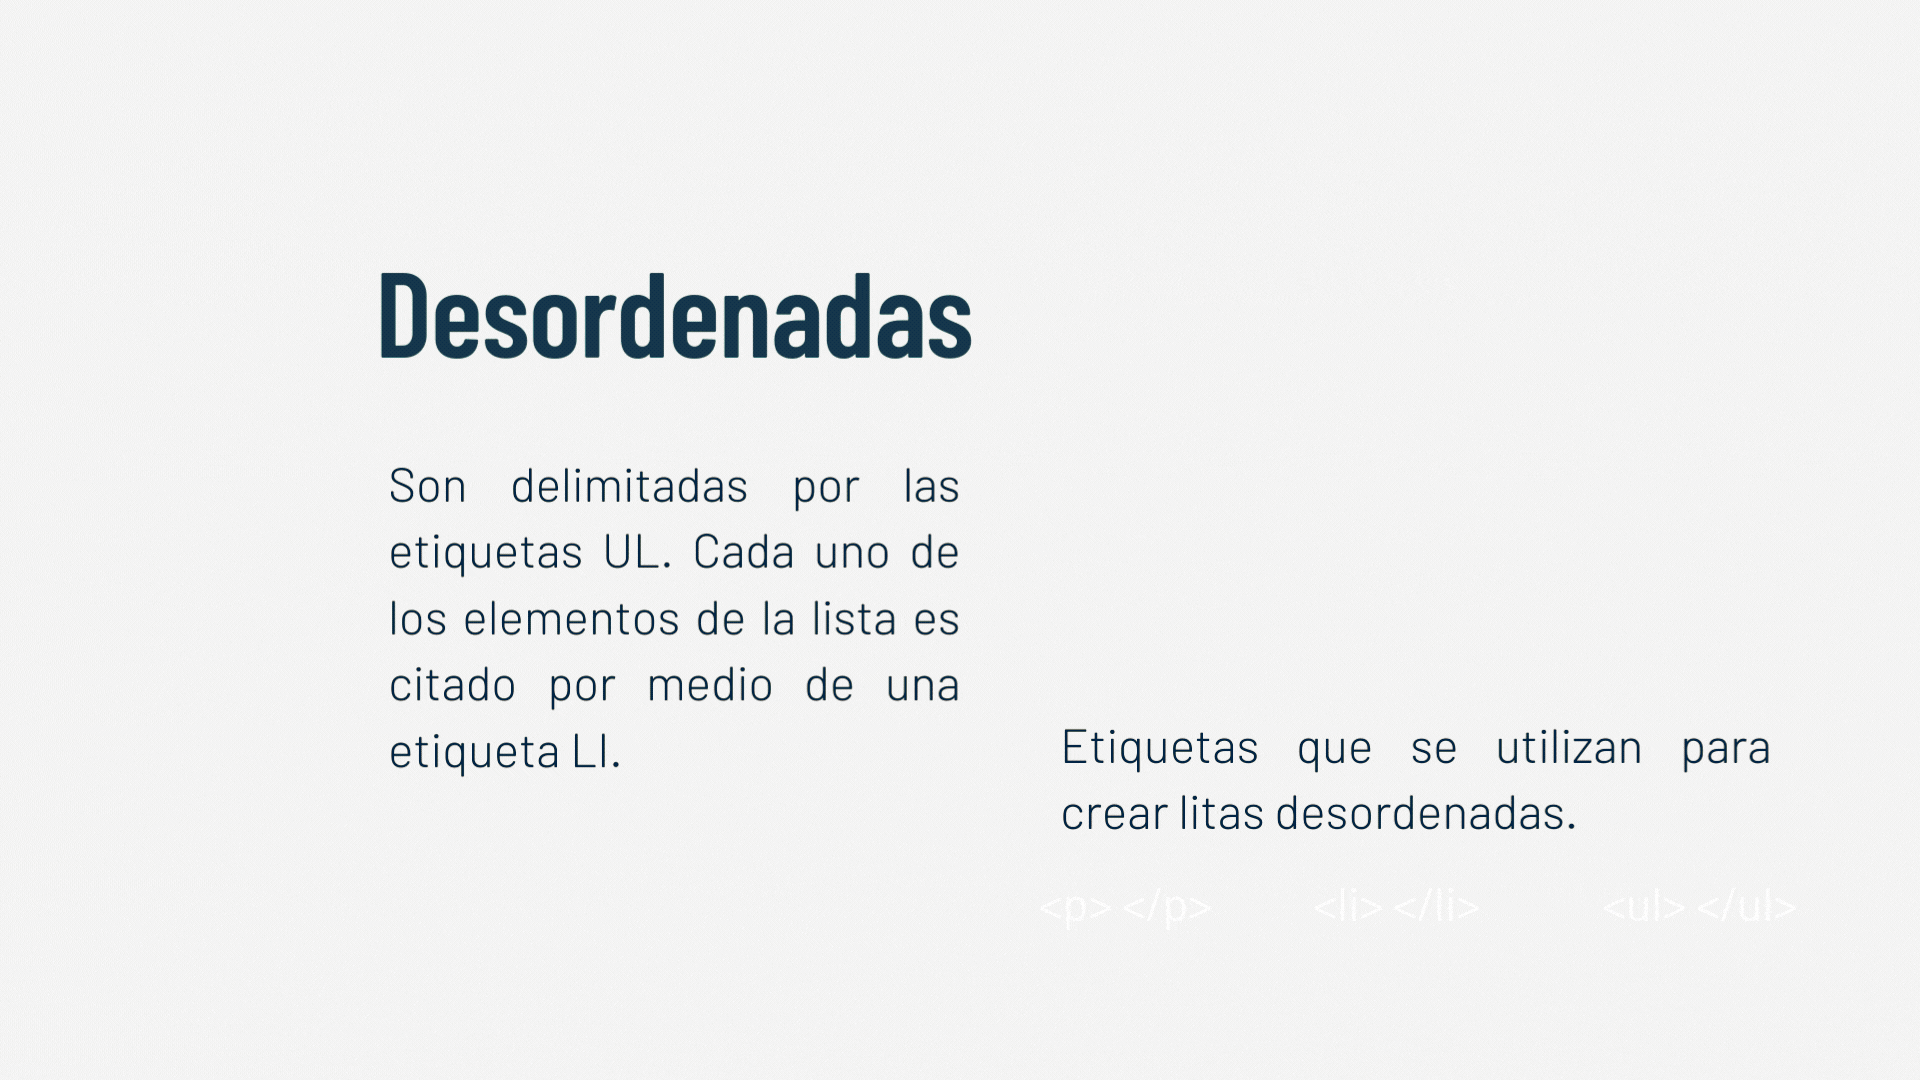 Desordenadas
Son delimitadas por las
etiquetas UL. Cada uno de
los elementos de la lista es
citado por medio de una
etiqueta LI.
Etiquetas que se utilizan para
crear litas desordenadas.
<p> </p> <li> </li> <ul> </ul>